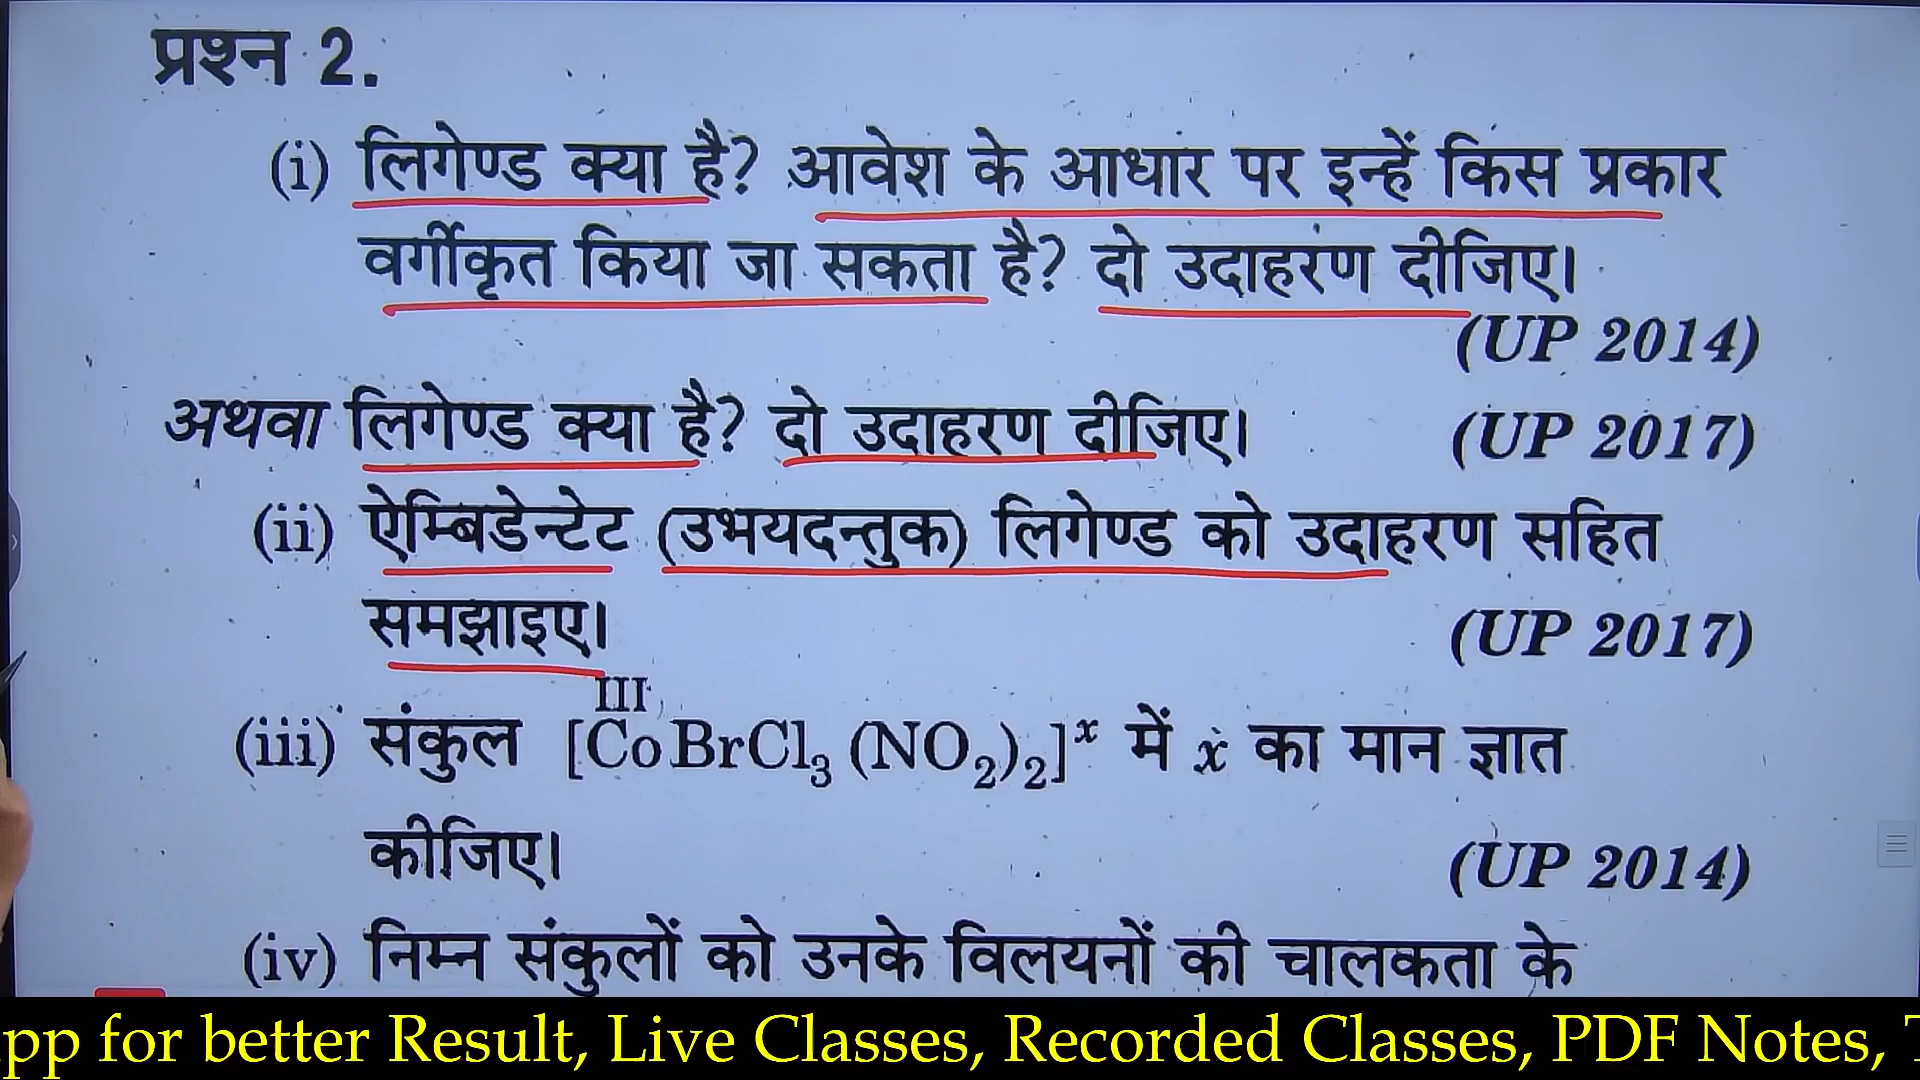 प्रश्न 2.
(i) लिगेण्ड क्या है? आवेश के आधार पर इन्हें किस प्रकार
वर्गीकृत किया जा सकता है? दो उदाहरण दीजिए।
(UP 2014)
अथवा लिगेण्ड क्या है? दो उदाहरण दीजिए। (UP 2017)
(ii) ऐम्बिडेन्टेट (उभयदन्तुक) लिगेण्ड को उदाहरण सहित
समझाइए। (UP 2017)
III
(iii) संकुल [CoBrCl₃(NO₂)₂]ˣ में x का मान ज्ञात
कीजिए। (UP 2014)
(iv) निम्न संकुलों को उनके विलयनों की चालकता के
for better Result, Live Classes, Recorded Classes, PDF Notes,